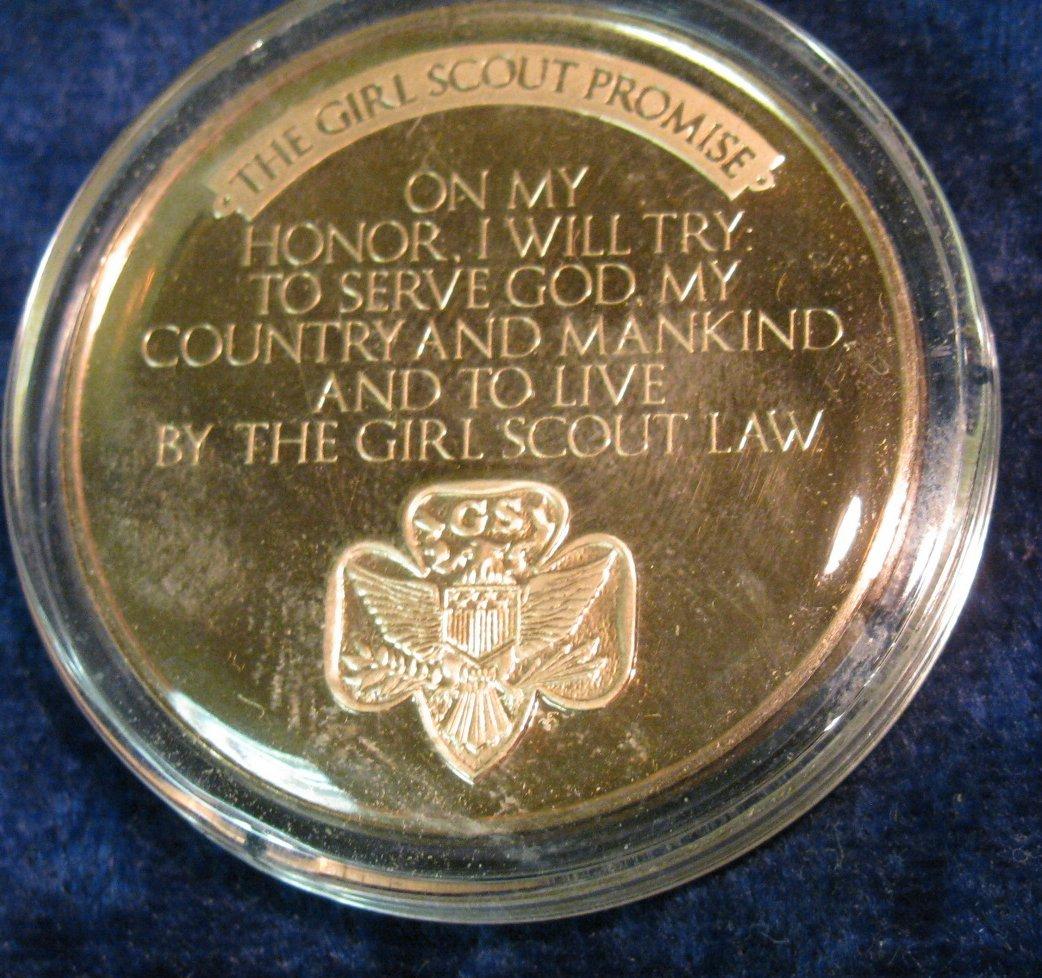 THE GIRL SCOUT PROMISE
ON MY
HONOR, I WILL TRY:
TO SERVE GOD, MY
COUNTRY AND MANKIND,
AND TO LIVE
BY THE GIRL SCOUT LAW.
GS